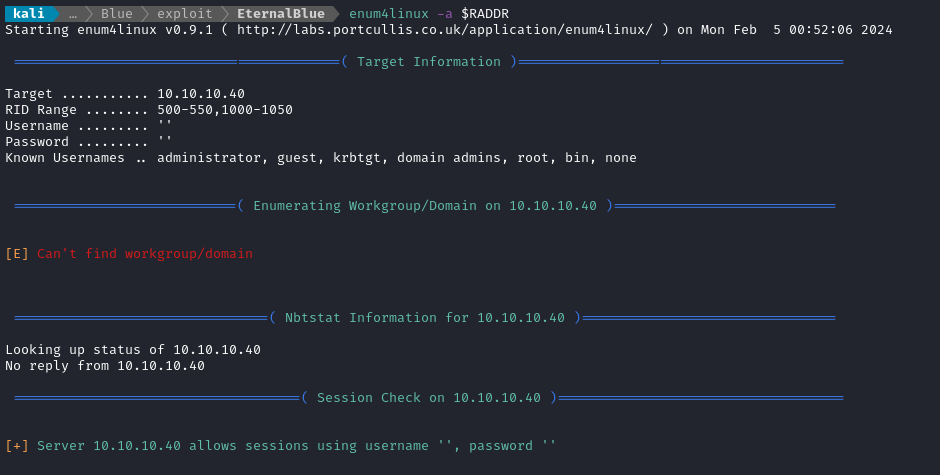 kali … Blue exploit EternalBlue enum4linux -a $RADDR
Starting enum4linux v0.9.1 ( http://labs.portcullis.co.uk/application/enum4linux/ ) on Mon Feb  5 00:52:06 2024
=========================================( Target Information )=========================================
Target ........... 10.10.10.40
RID Range ........ 500-550,1000-1050
Username ......... ''
Password ......... ''
Known Usernames .. administrator, guest, krbtgt, domain admins, root, bin, none
============================( Enumerating Workgroup/Domain on 10.10.10.40 )============================
[E] Can't find workgroup/domain
================================( Nbtstat Information for 10.10.10.40 )================================
Looking up status of 10.10.10.40
No reply from 10.10.10.40
====================================( Session Check on 10.10.10.40 )====================================
[+] Server 10.10.10.40 allows sessions using username '', password ''